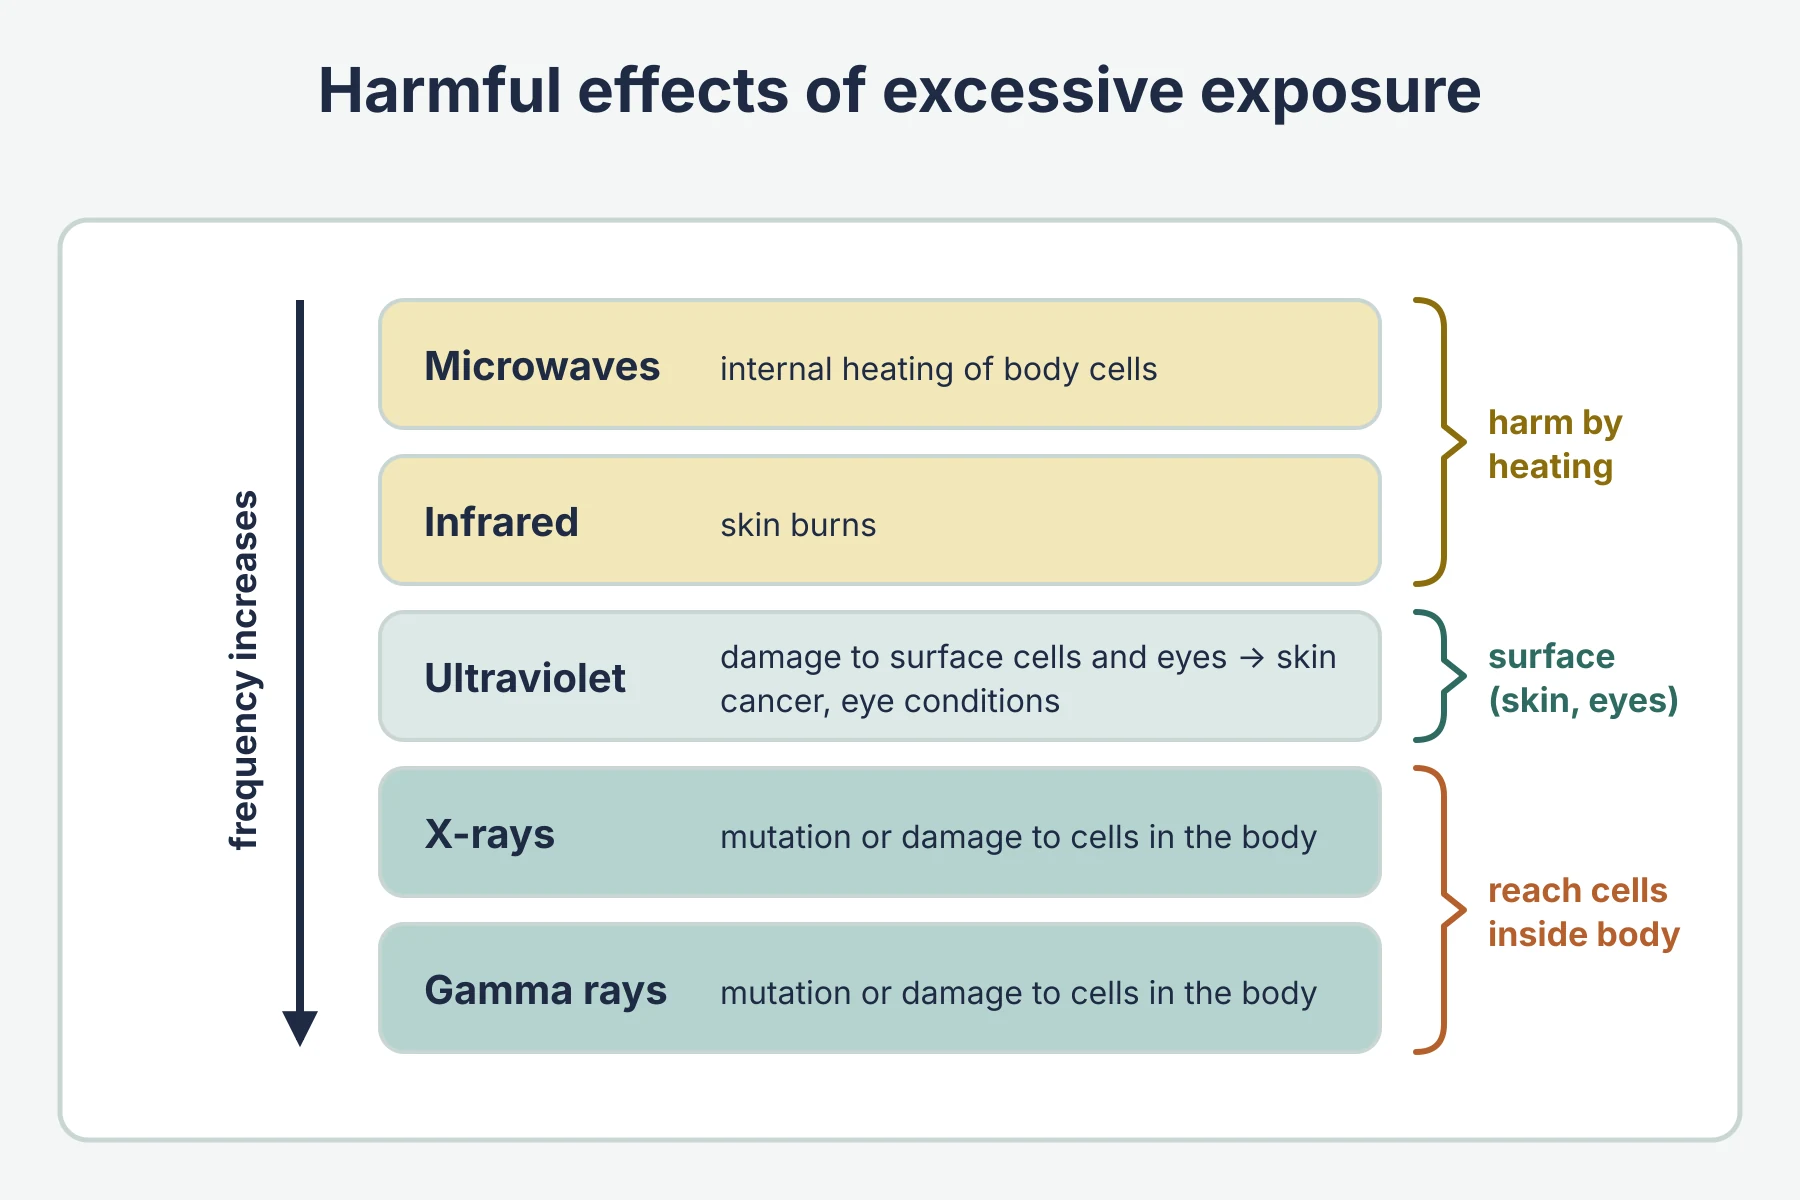 Harmful effects of excessive exposure
frequency increases
Microwaves internal heating of body cells
Infrared skin burns
harm by
heating
Ultraviolet damage to surface cells and eyes → skin
cancer, eye conditions
surface
(skin, eyes)
X-rays mutation or damage to cells in the body
Gamma rays mutation or damage to cells in the body
reach cells
inside body